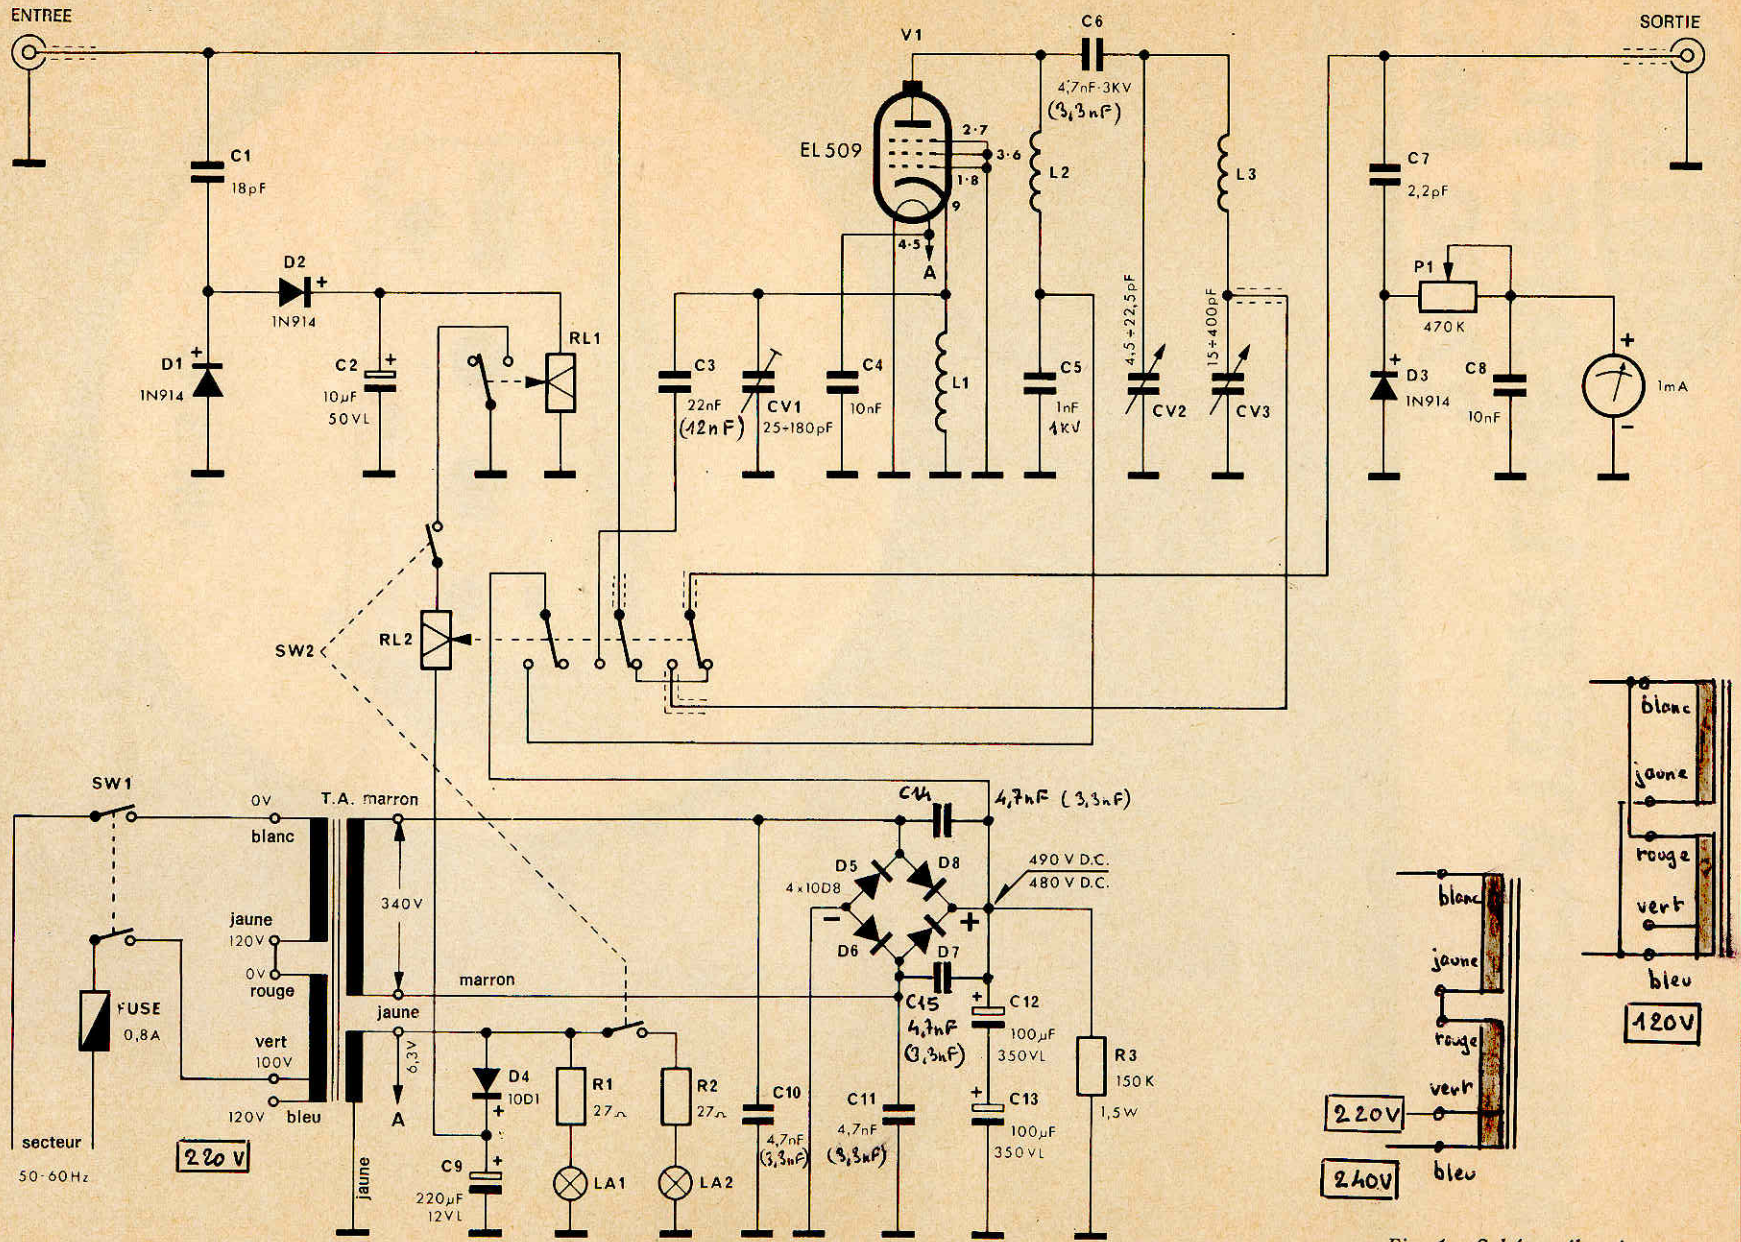 ENTREE
SORTIE
C1
18pF
D2
1N914
D1
1N914
C2
10µF
50VL
RL1
V1
EL509
2·7
3·6
1·8
9
4·5
A
C6
4,7nF-3KV
(3,3nF)
L2
L3
C3
22nF
(12nF)
CV1
25÷180pF
C4
10nF
L1
C5
1nF
1KV
4,5÷22,5pF
CV2
15÷400pF
CV3
C7
2,2pF
P1
470K
D3
1N914
C8
10nF
+
1mA
-
SW2
RL2
SW1
0V
blanc
T.A.
marron
340V
jaune
120V
0V
rouge
vert
100V
120V
bleu
FUSE
0,8A
secteur
50-60Hz
220V
marron
jaune
6,3V
A
jaune
D4
10D1
C9
220µF
12VL
R1
27Ω
LA1
R2
27Ω
LA2
C10
4,7nF
(3,3nF)
C14
4,7nF (3,3nF)
D5
D8
4x10D8
D6
D7
- +
490 V D.C.
480 V D.C.
C15
4,7nF
(3,3nF)
C11
4,7nF
(3,3nF)
C12
100µF
350VL
C13
100µF
350VL
R3
150K
1,5W
blanc
jaune
rouge
vert
220V
240V
bleu
blanc
jaune
rouge
vert
bleu
120V